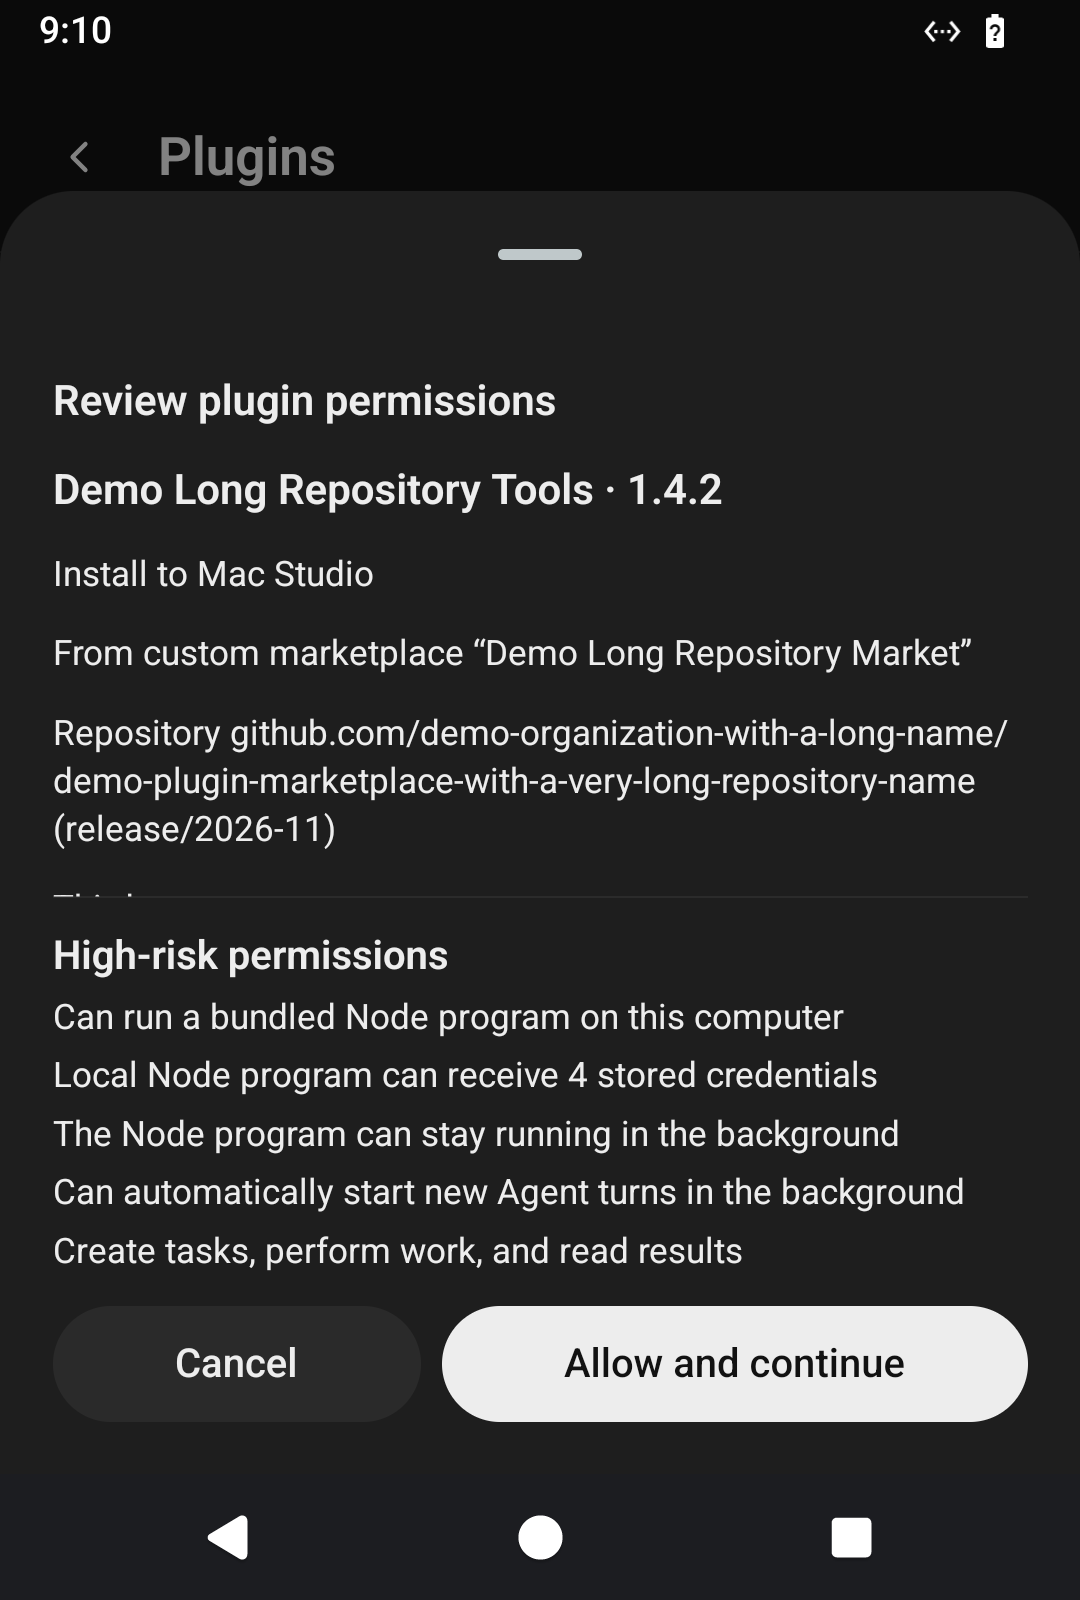 9:10
Plugins
Review plugin permissions
Demo Long Repository Tools · 1.4.2
Install to Mac Studio
From custom marketplace “Demo Long Repository Market”
Repository github.com/demo-organization-with-a-long-name/
demo-plugin-marketplace-with-a-very-long-repository-name
(release/2026-11)
High-risk permissions
Can run a bundled Node program on this computer
Local Node program can receive 4 stored credentials
The Node program can stay running in the background
Can automatically start new Agent turns in the background
Create tasks, perform work, and read results
Cancel
Allow and continue